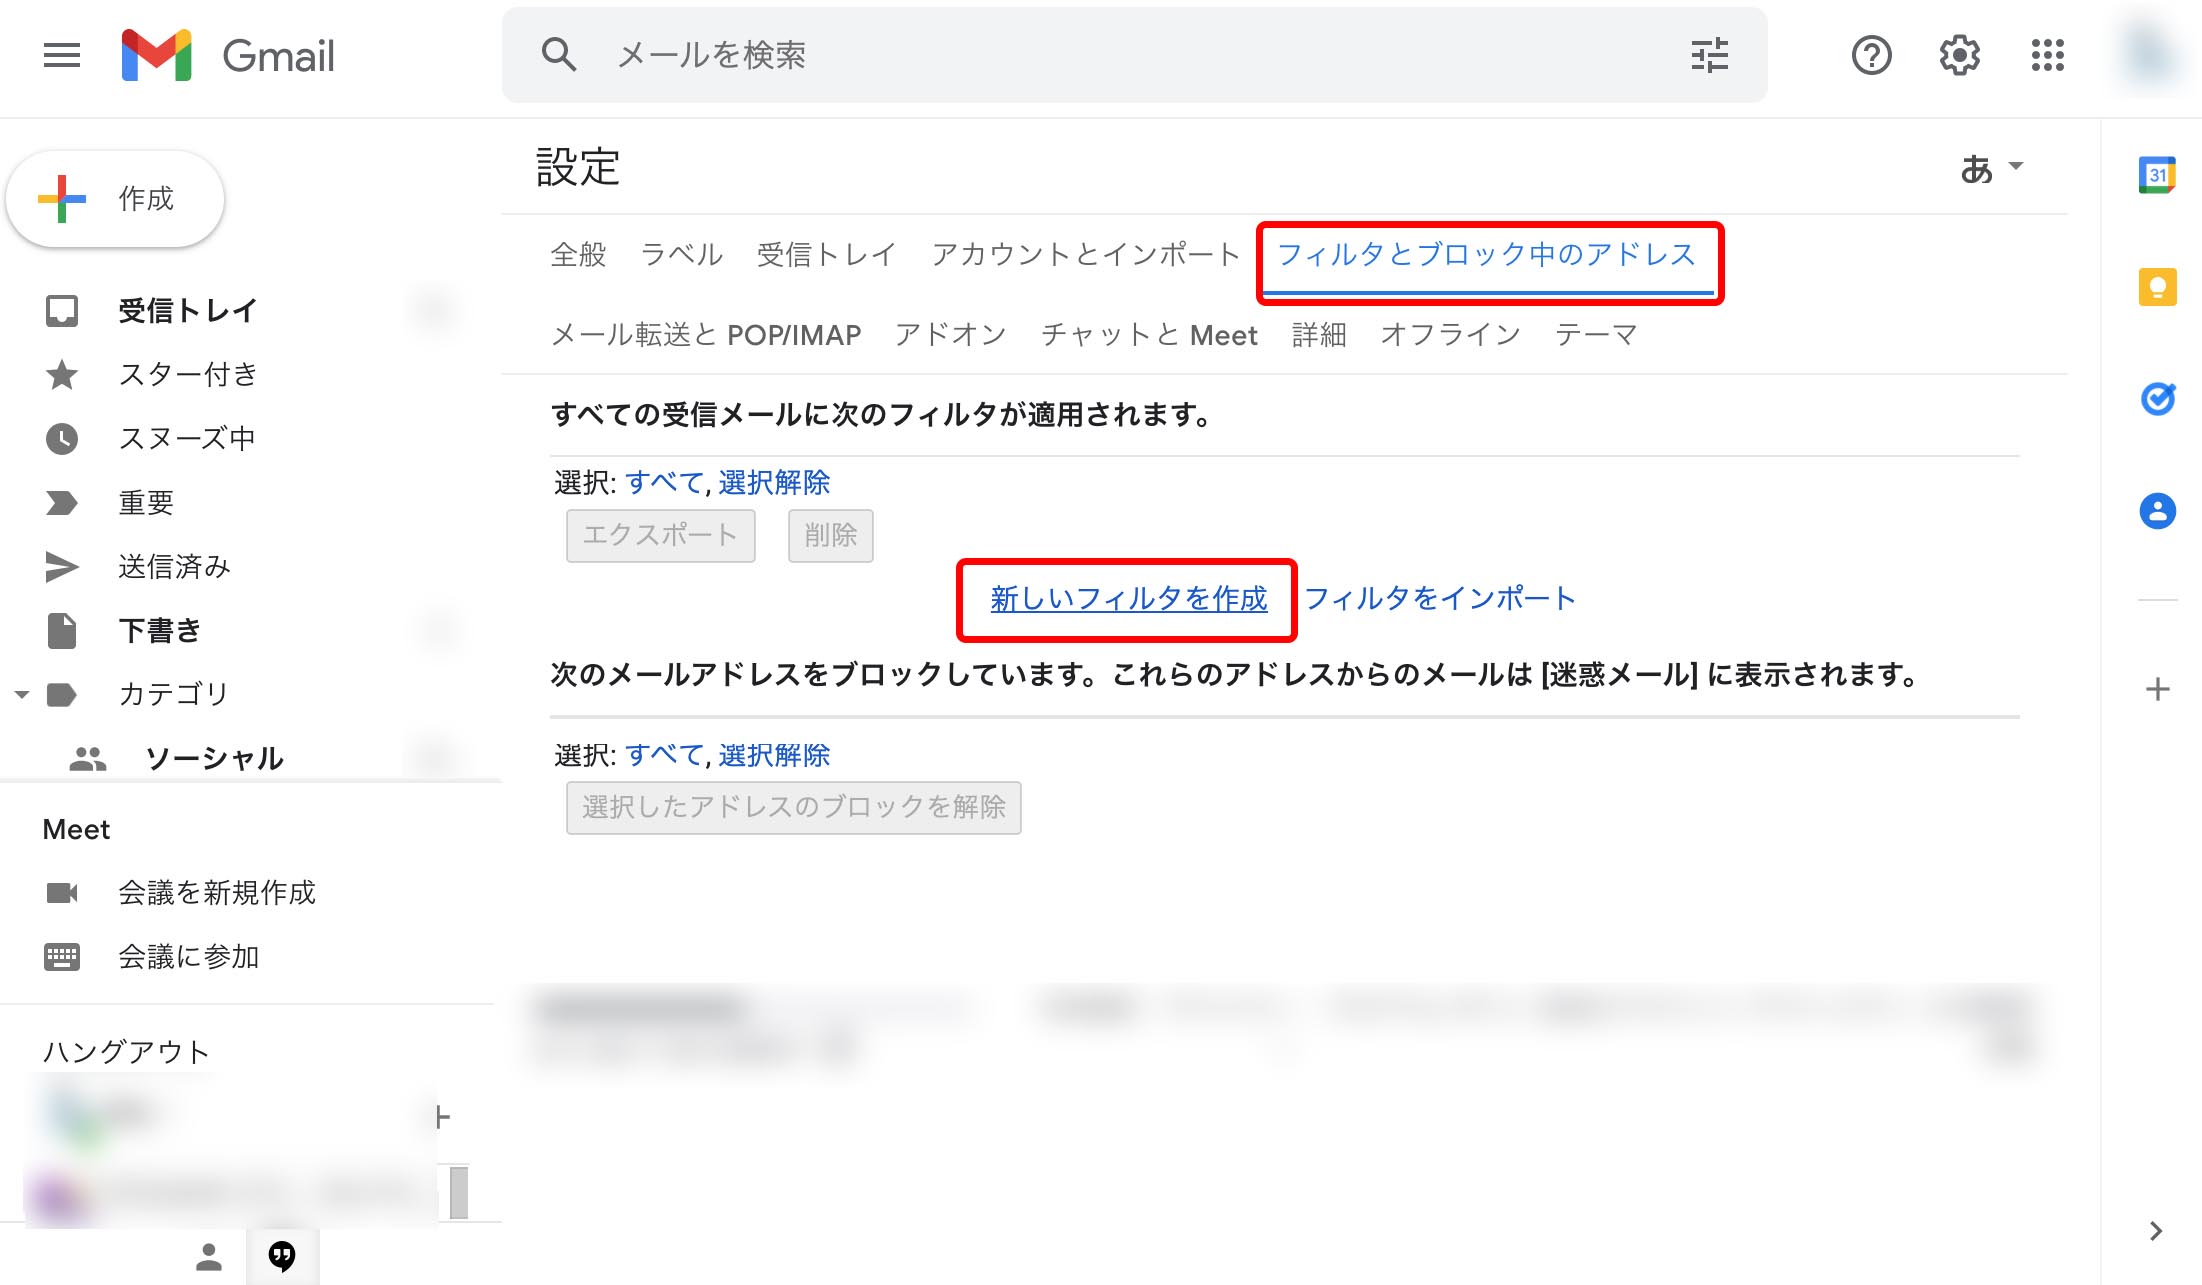 Gmail
メールを検索
作成
受信トレイ
スター付き
スヌーズ中
重要
送信済み
下書き
カテゴリ
ソーシャル
Meet
会議を新規作成
会議に参加
ハングアウト
設定
あ
全般 ラベル 受信トレイ アカウントとインポート フィルタとブロック中のアドレス
メール転送と POP/IMAP アドオン チャットと Meet 詳細 オフライン テーマ
すべての受信メールに次のフィルタが適用されます。
選択: すべて, 選択解除
エクスポート 削除
新しいフィルタを作成 フィルタをインポート
次のメールアドレスをブロックしています。これらのアドレスからのメールは [迷惑メール] に表示されます。
選択: すべて, 選択解除
選択したアドレスのブロックを解除
31